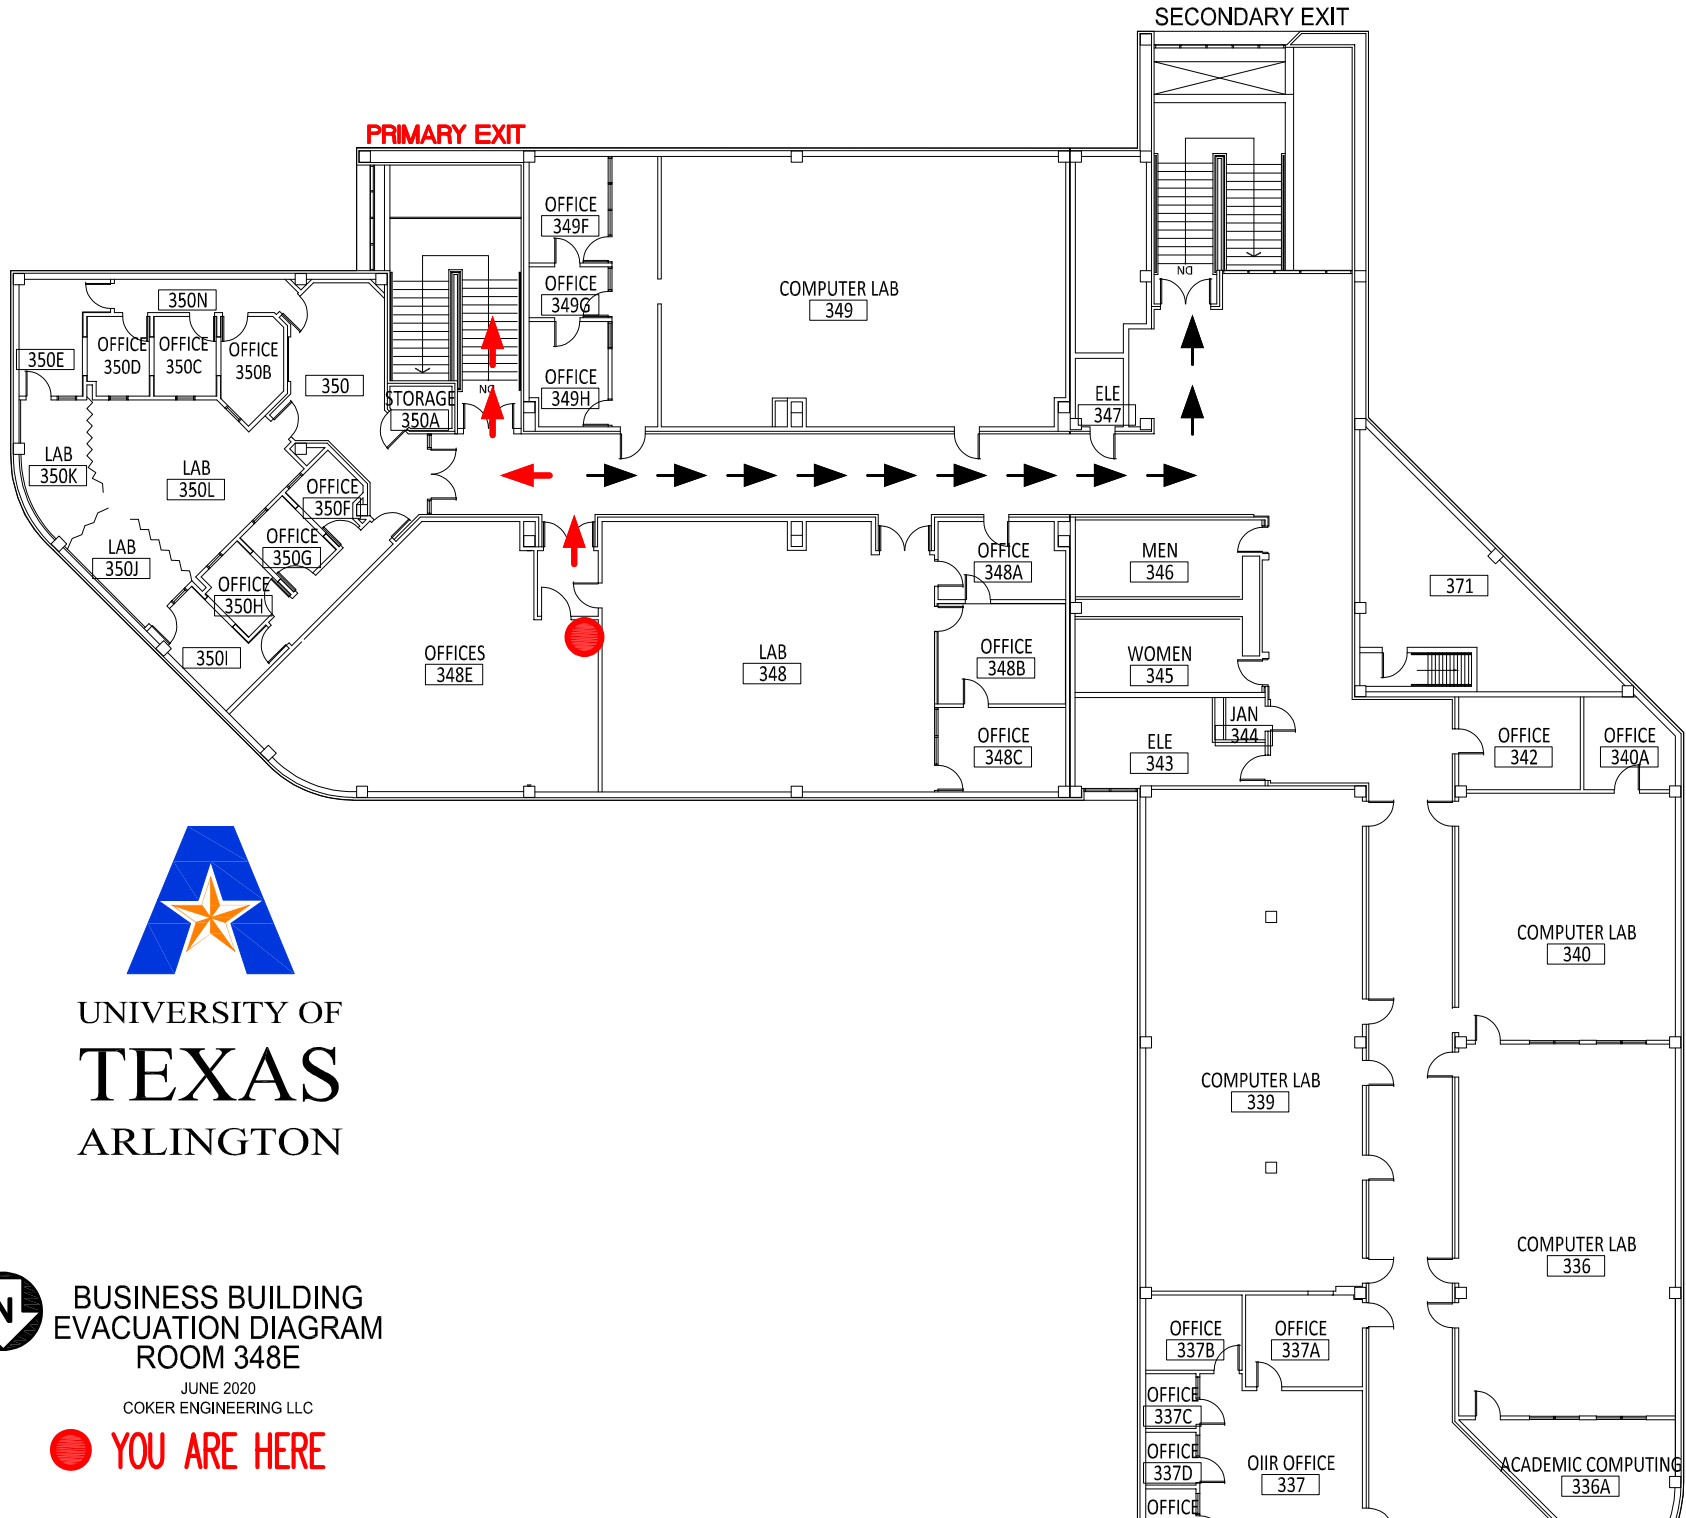 SECONDARY EXIT
PRIMARY EXIT
OFFICE
349F
OFFICE
349G
OFFICE
349H
COMPUTER LAB
349
DN
DN
350N
350E
OFFICE
350D
OFFICE
350C
OFFICE
350B
350
STORAGE
350A
ELE
347
LAB
350K
LAB
350L
OFFICE
350F
OFFICE
350G
LAB
350J
OFFICE
350H
350I
OFFICES
348E
LAB
348
OFFICE
348A
OFFICE
348B
OFFICE
348C
MEN
346
WOMEN
345
JAN
344
ELE
343
371
OFFICE
342
OFFICE
340A
COMPUTER LAB
340
COMPUTER LAB
339
COMPUTER LAB
336
OFFICE
337B
OFFICE
337A
OFFICE
337C
OFFICE
337D
OFFICE
OIIR OFFICE
337
ACADEMIC COMPUTING
336A
UNIVERSITY OF
TEXAS
ARLINGTON
N
BUSINESS BUILDING
EVACUATION DIAGRAM
ROOM 348E
JUNE 2020
COKER ENGINEERING LLC
YOU ARE HERE